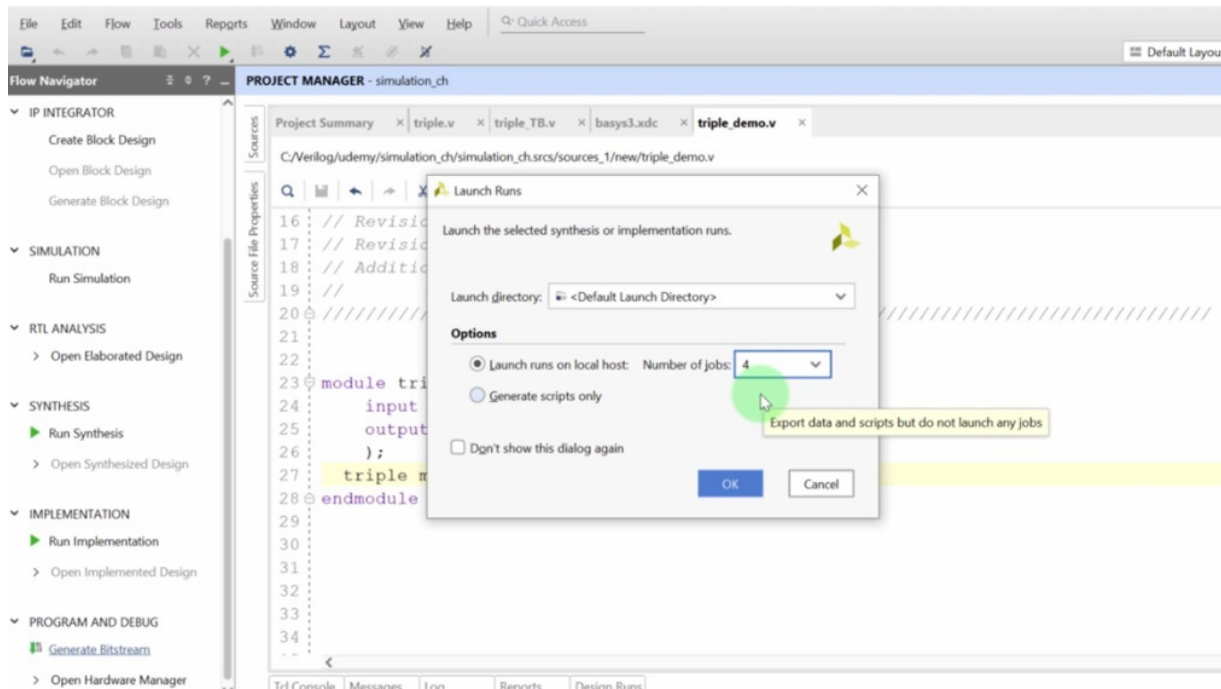 File Edit Flow Tools Reports Window Layout View Help Quick Access
Default Layou
Flow Navigator
PROJECT MANAGER - simulation_ch
IP INTEGRATOR
Create Block Design
Open Block Design
Generate Block Design
SIMULATION
Run Simulation
RTL ANALYSIS
Open Elaborated Design
SYNTHESIS
Run Synthesis
Open Synthesized Design
IMPLEMENTATION
Run Implementation
Open Implemented Design
PROGRAM AND DEBUG
Generate Bitstream
Open Hardware Manager
Sources
Source File Properties
Project Summary triple.v triple_TB.v basys3.xdc triple_demo.v
C:/Verilog/udemy/simulation_ch/simulation_ch.srcs/sources_1/new/triple_demo.v
16 // Revisio
17 // Revisio
18 // Additio
19 //
20 ////////////////////////////////////////
21
22
23 module tri
24 input
25 output
26 );
27 triple m
28 endmodule
29
30
31
32
33
34
Launch Runs
Launch the selected synthesis or implementation runs.
Launch directory: <Default Launch Directory>
Options
Launch runs on local host: Number of jobs: 4
Generate scripts only
Export data and scripts but do not launch any jobs
Don't show this dialog again
OK Cancel
Tcl Console Messages Log Reports Design Runs